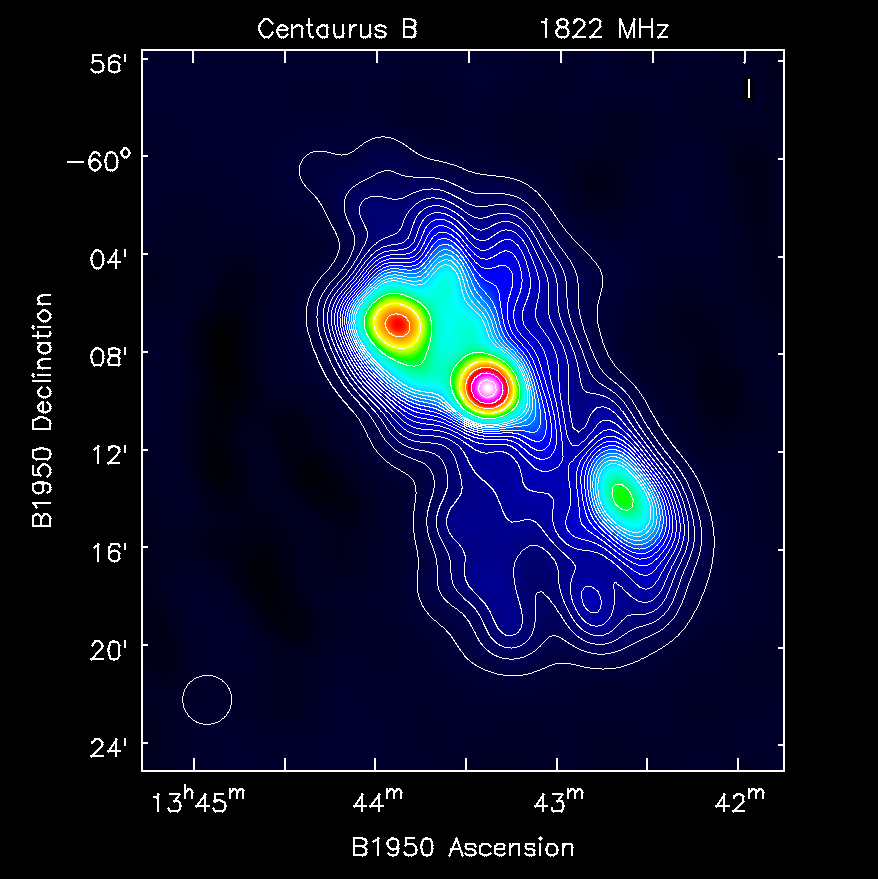 Centaurus B 1822 MHz
I
56'
−60°
04'
08'
12'
16'
20'
24'
B1950 Declination
13ʰ45ᵐ 44ᵐ 43ᵐ 42ᵐ
B1950 Ascension